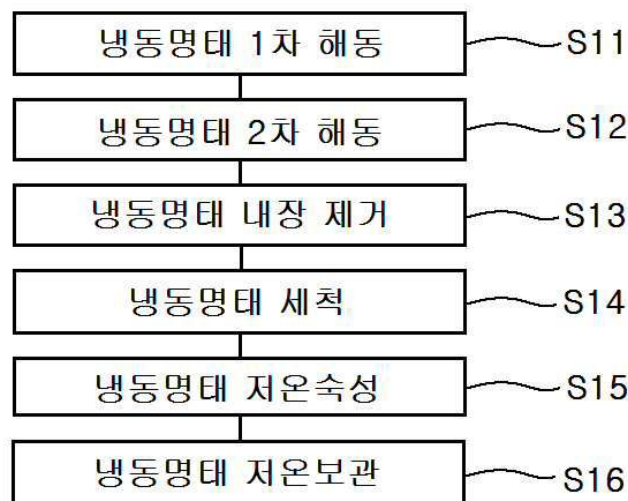 냉동명태 1차 해동 S11
냉동명태 2차 해동 S12
냉동명태 내장 제거 S13
냉동명태 세척 S14
냉동명태 저온숙성 S15
냉동명태 저온보관 S16